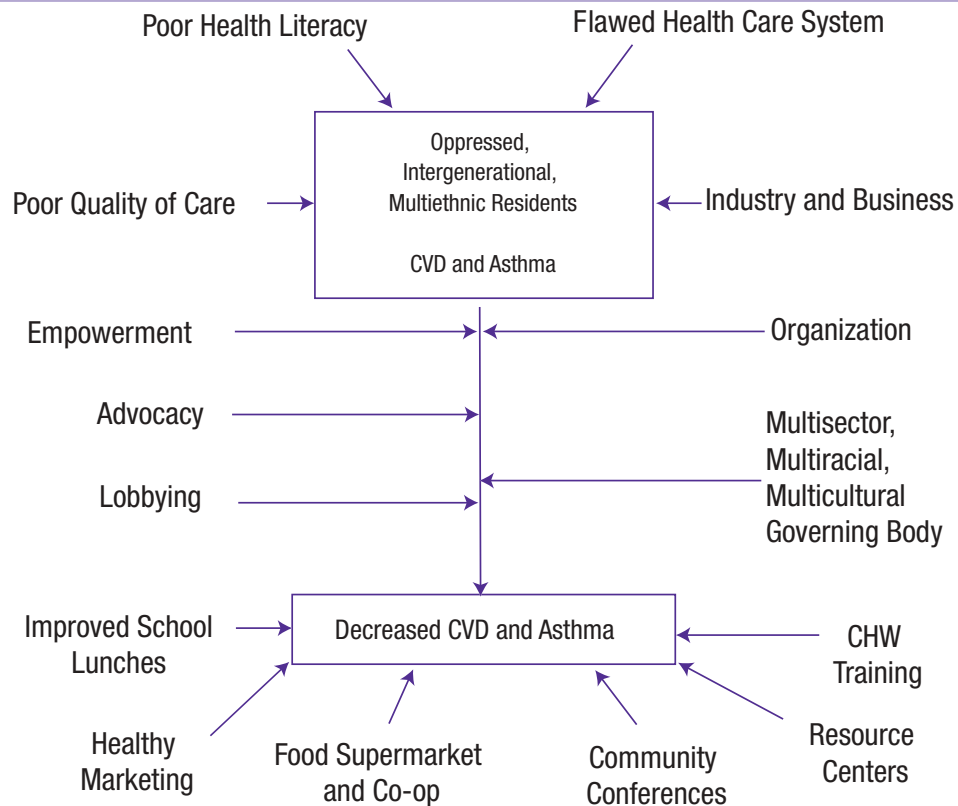 Poor Health Literacy
Flawed Health Care System
Oppressed,
Intergenerational,
Multiethnic Residents
CVD and Asthma
Poor Quality of Care
Industry and Business
Empowerment
Organization
Advocacy
Multisector,
Multiracial,
Multicultural
Governing Body
Lobbying
Improved School
Lunches
Decreased CVD and Asthma
CHW
Training
Healthy
Marketing
Food Supermarket
and Co-op
Community
Conferences
Resource
Centers